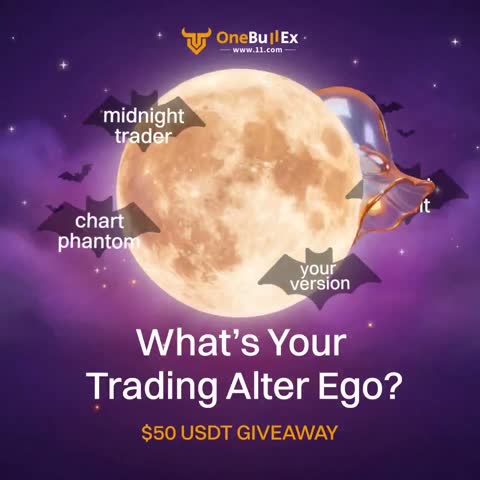 OneBullEx
www.11.com
midnight
trader
chart
phantom
your
version
What's Your
Trading Alter Ego?
$50 USDT GIVEAWAY